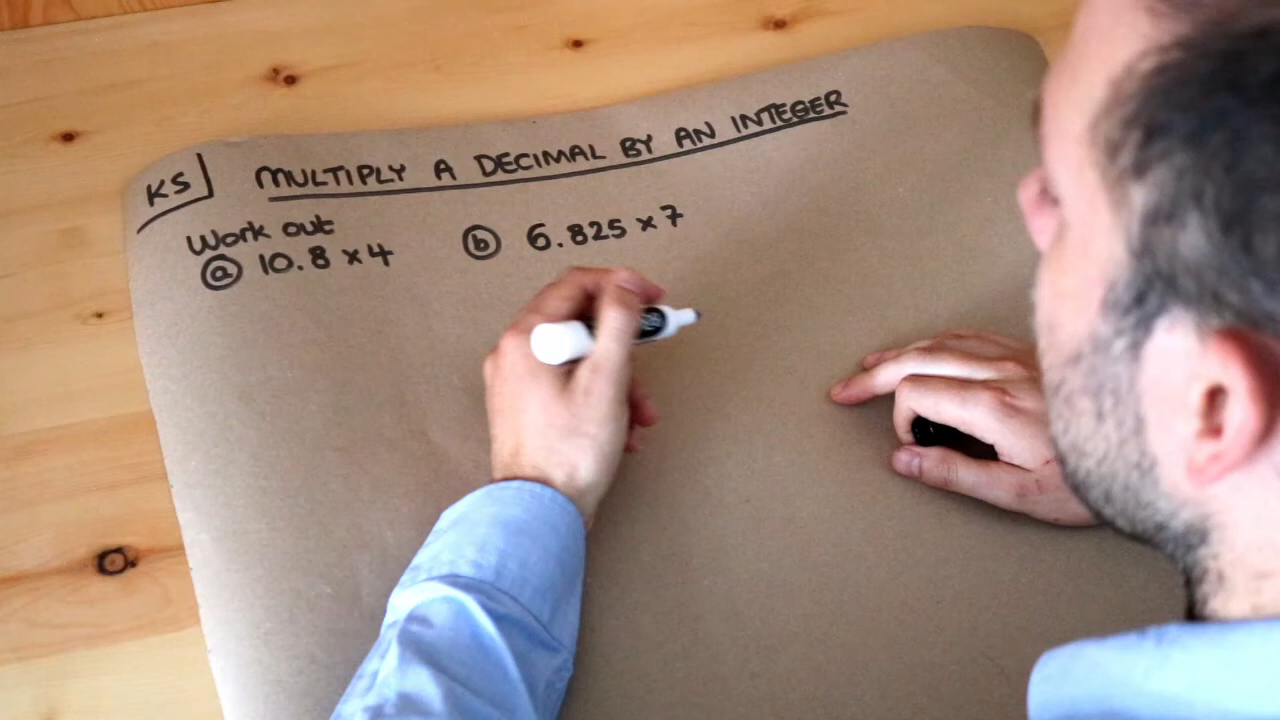 KS
MULTIPLY A DECIMAL BY AN INTEGER
Work out
ⓐ 10.8 × 4
ⓑ 6.825 × 7